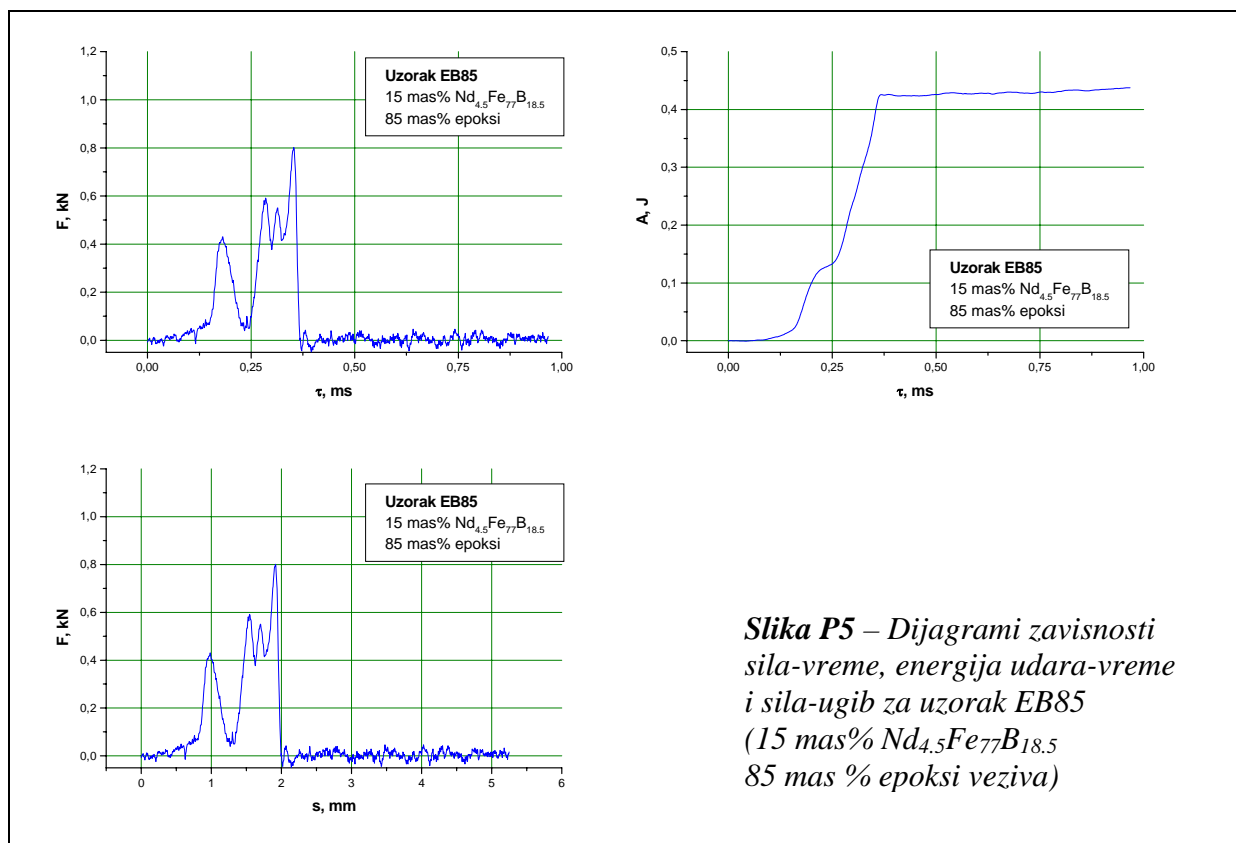 1,2
1,0
0,8
0,6
0,4
0,2
0,0
F, kN
Uzorak EB85
15 mas% Nd4.5Fe77B18.5
85 mas% epoksi
0,00 0,25 0,50 0,75 1,00
τ, ms
0,5
0,4
0,3
0,2
0,1
0,0
A, J
Uzorak EB85
15 mas% Nd4.5Fe77B18.5
85 mas% epoksi
0,00 0,25 0,50 0,75 1,00
τ, ms
1,2
1,0
0,8
0,6
0,4
0,2
0,0
F, kN
Uzorak EB85
15 mas% Nd4.5Fe77B18.5
85 mas% epoksi
0 1 2 3 4 5 6
s, mm
Slika P5 – Dijagrami zavisnosti
sila-vreme, energija udara-vreme
i sila-ugib za uzorak EB85
(15 mas% Nd4.5Fe77B18.5
85 mas % epoksi veziva)